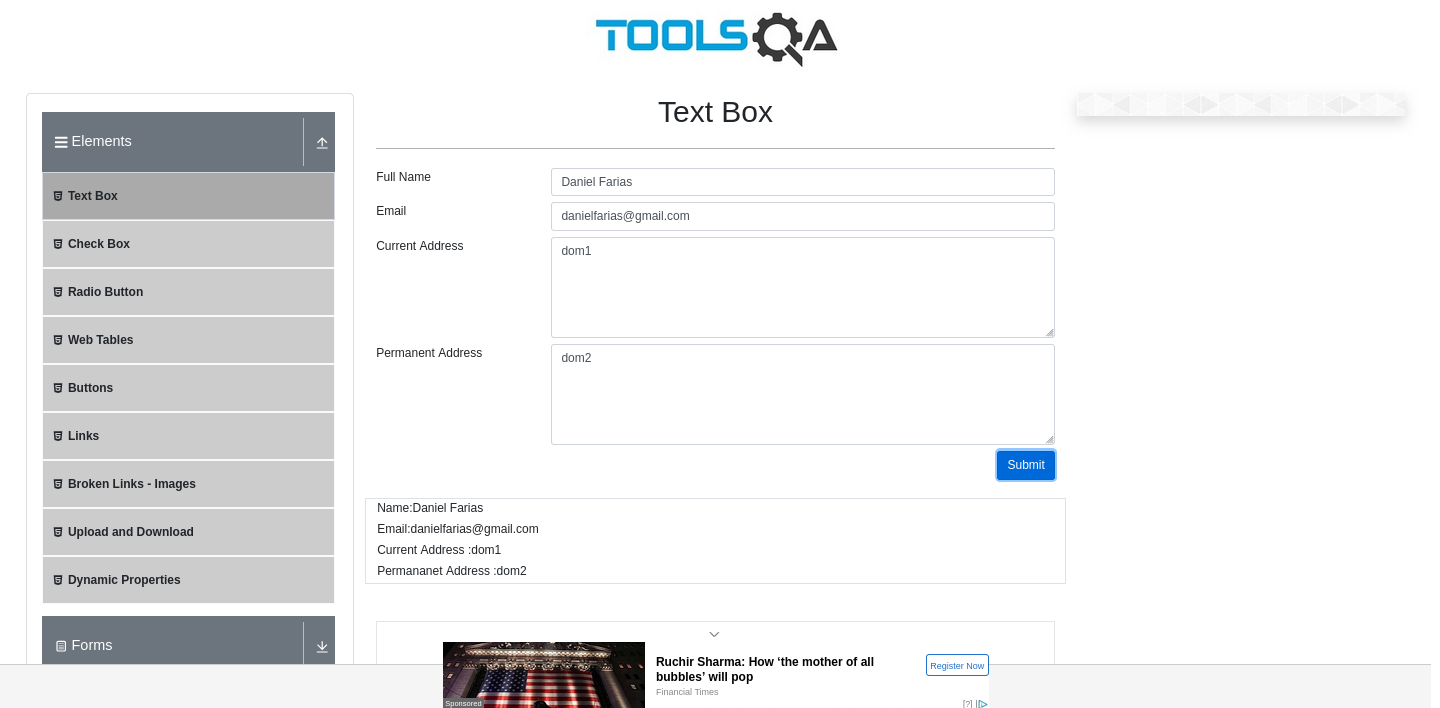 TOOLSQA
Elements
Text Box
Check Box
Radio Button
Web Tables
Buttons
Links
Broken Links - Images
Upload and Download
Dynamic Properties
Forms
Text Box
Full Name
Daniel Farias
Email
danielfarias@gmail.com
Current Address
dom1
Permanent Address
dom2
Submit
Name:Daniel Farias
Email:danielfarias@gmail.com
Current Address :dom1
Permananet Address :dom2
Sponsored
Ruchir Sharma: How ‘the mother of all
bubbles’ will pop
Financial Times
Register Now
[?]